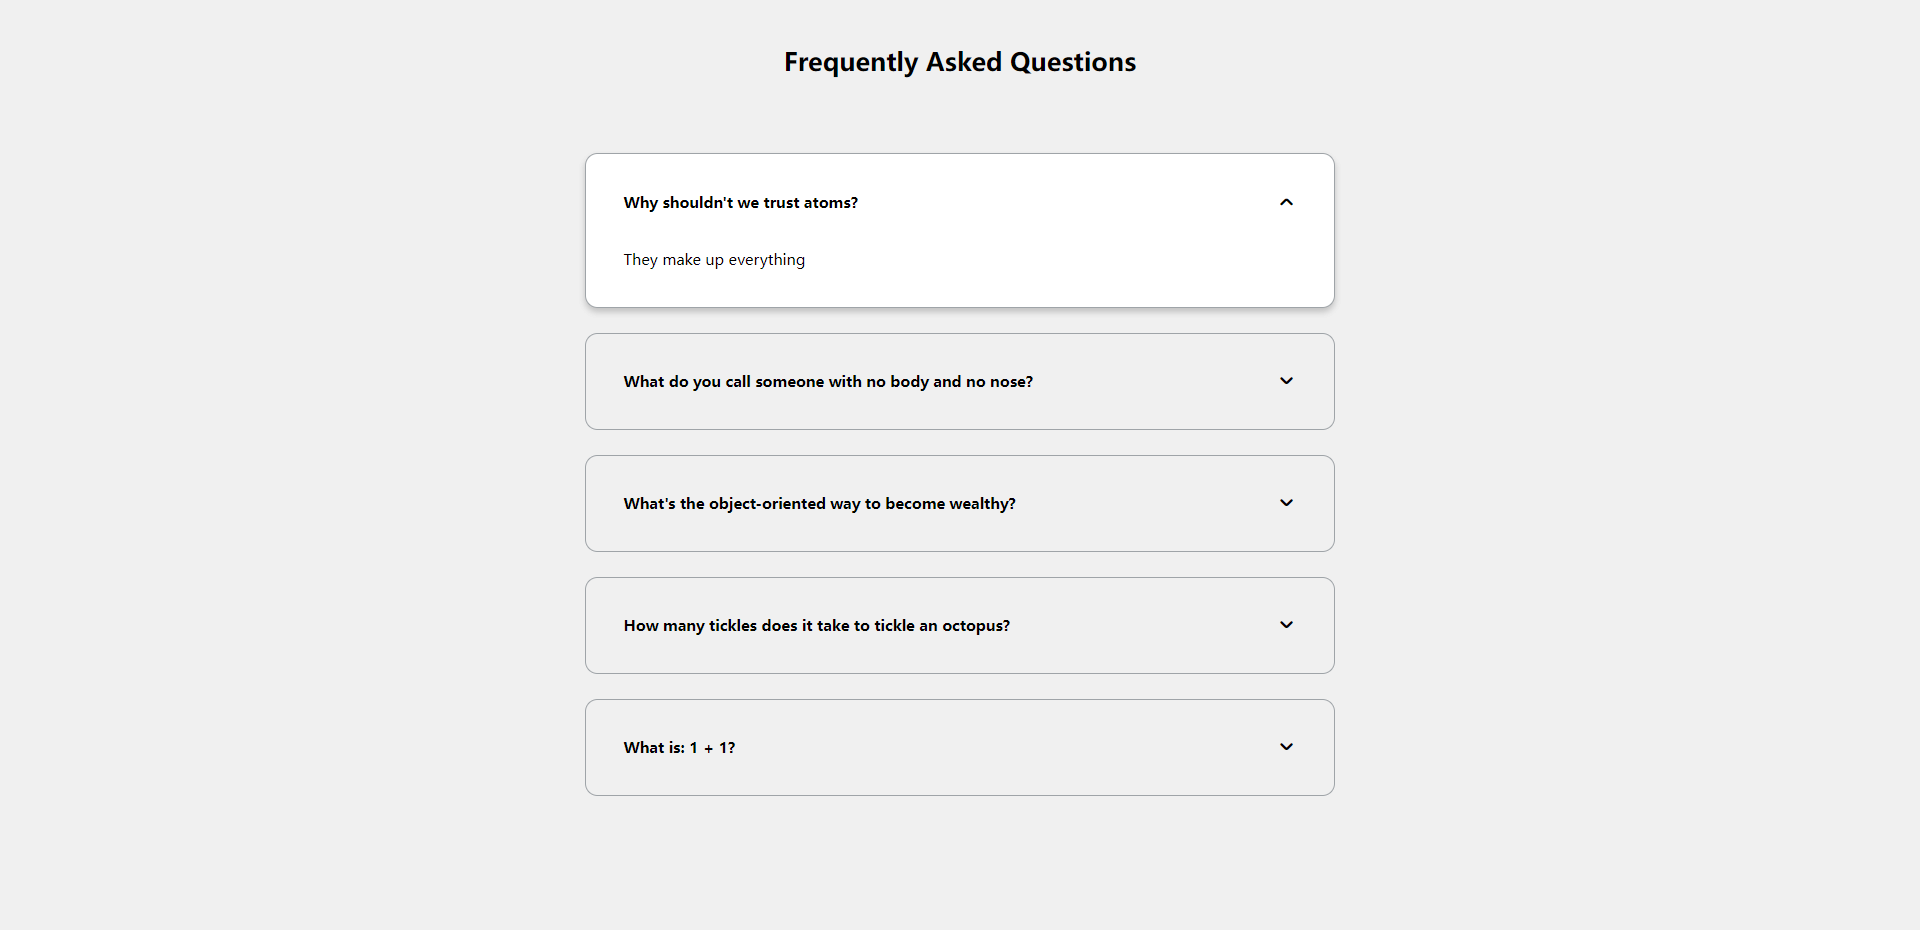 Frequently Asked Questions
Why shouldn't we trust atoms?
They make up everything
What do you call someone with no body and no nose?
What's the object-oriented way to become wealthy?
How many tickles does it take to tickle an octopus?
What is: 1 + 1?